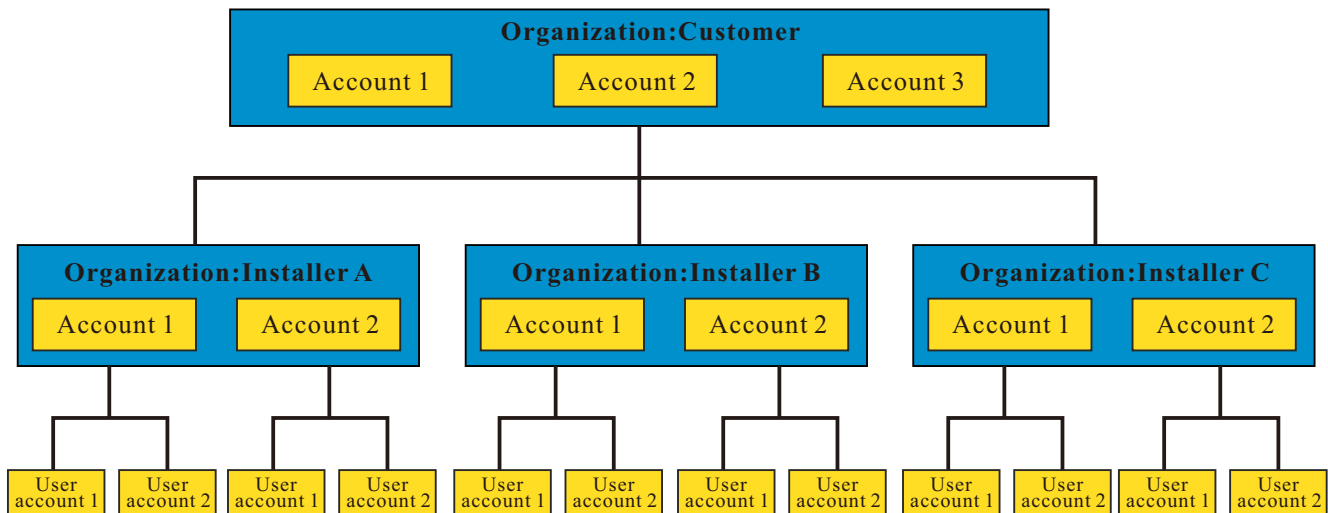 Organization:Customer
Account 1
Account 2
Account 3
Organization:Installer A
Account 1
Account 2
Organization:Installer B
Account 1
Account 2
Organization:Installer C
Account 1
Account 2
User
account 1
User
account 2
User
account 1
User
account 2
User
account 1
User
account 2
User
account 1
User
account 2
User
account 1
User
account 2
User
account 1
User
account 2